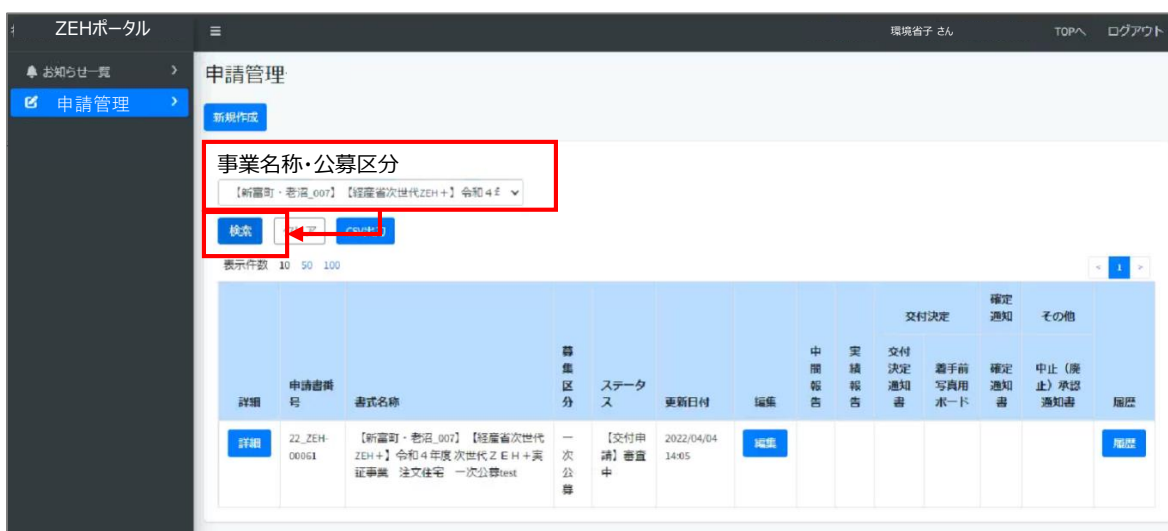 ZEHポータル
環境省子 さん
TOPへ
ログアウト
お知らせ一覧
申請管理
申請管理
新規作成
事業名称・公募区分
【新富町・老沼_007】【経産省次世代ZEH+】令和4年
検索
表示件数 10 50 100
< 1 >
詳細
申請書番号
書式名称
募集区分
ステータス
更新日付
編集
中間報告
実績報告
交付決定
交付決定通知書
着手前写真用ボード
確定通知
確定通知書
その他
中止（廃止）承認通知書
履歴
詳細
22_ZEH-
00061
【新富町・老沼_007】【経産省次世代
ZEH+】令和４年度 次世代ＺＥＨ+実
証事業 注文住宅 一次公募test
一次公募
【交付申
請】審査
中
2022/04/04
14:05
編集
履歴